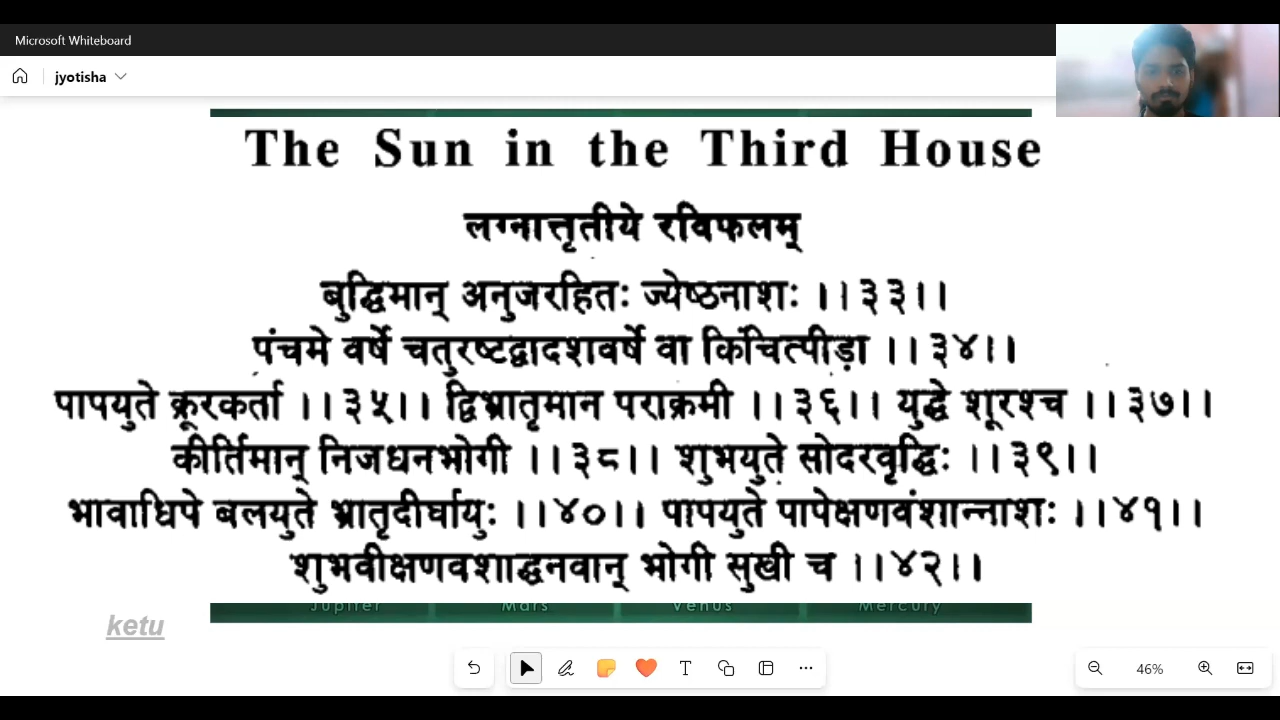 Microsoft Whiteboard
jyotisha
The Sun in the Third House
लग्नात्तृतीये रविफलम्
बुद्धिमान् अनुजरहितः ज्येष्ठनाशः ।।३३।।
पंचमे वर्षे चतुरष्टद्वादशवर्षे वा किंचित्पीड़ा ।।३४।।
पापयुते क्रूरकर्ता ।।३५।। द्विभ्रातृमान पराक्रमी ।।३६।। युद्धे शूरश्च ।।३७।।
कीर्तिमान् निजधनभोगी ।।३८।। शुभयुते सोदरवृद्धिः ।।३९।।
भावाधिपे बलयुते भ्रातृदीर्घायुः ।।४०।। पापयुते पापेक्षणवंशान्नाशः ।।४१।।
शुभवीक्षणवशाद्धनवान् भोगी सुखी च ।।४२।।
Jupiter Mars Venus Mercury
ketu
T
46%